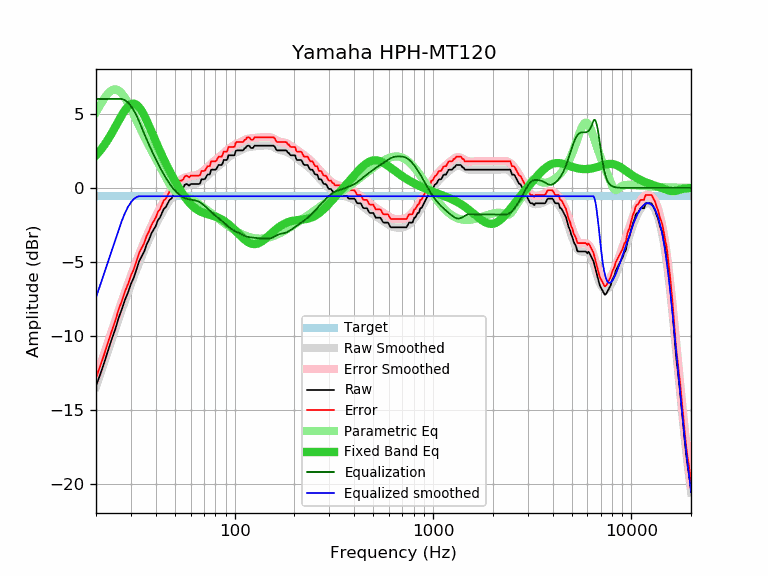 Yamaha HPH-MT120
Amplitude (dBr)
5
0
−5
−10
−15
−20
Target
Raw Smoothed
Error Smoothed
Raw
Error
Parametric Eq
Fixed Band Eq
Equalization
Equalized smoothed
100
1000
10000
Frequency (Hz)